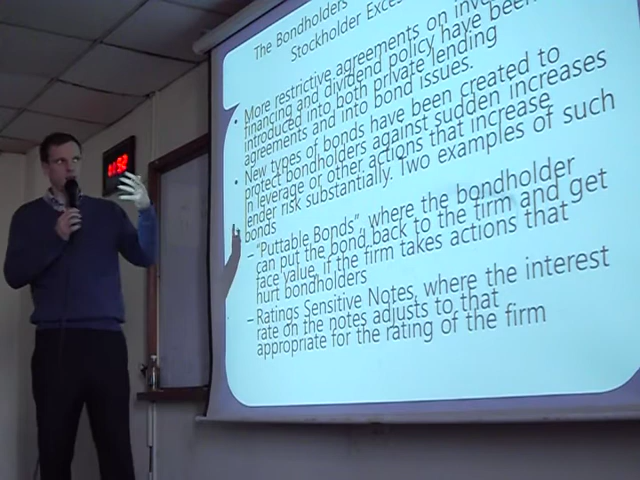 The Bondholders
Stockholder Exces
• More restrictive agreements on inve
financing and dividend policy have been
introduced into both private lending
agreements and into bond issues.
• New types of bonds have been created to
protect bondholders against sudden increases
in leverage or other actions that increase
lender risk substantially. Two examples of such
bonds
– "Puttable Bonds", where the bondholder
can put the bond back to the firm and get
face value, if the firm takes actions that
hurt bondholders
– Ratings Sensitive Notes, where the interest
rate on the notes adjusts to that
appropriate for the rating of the firm